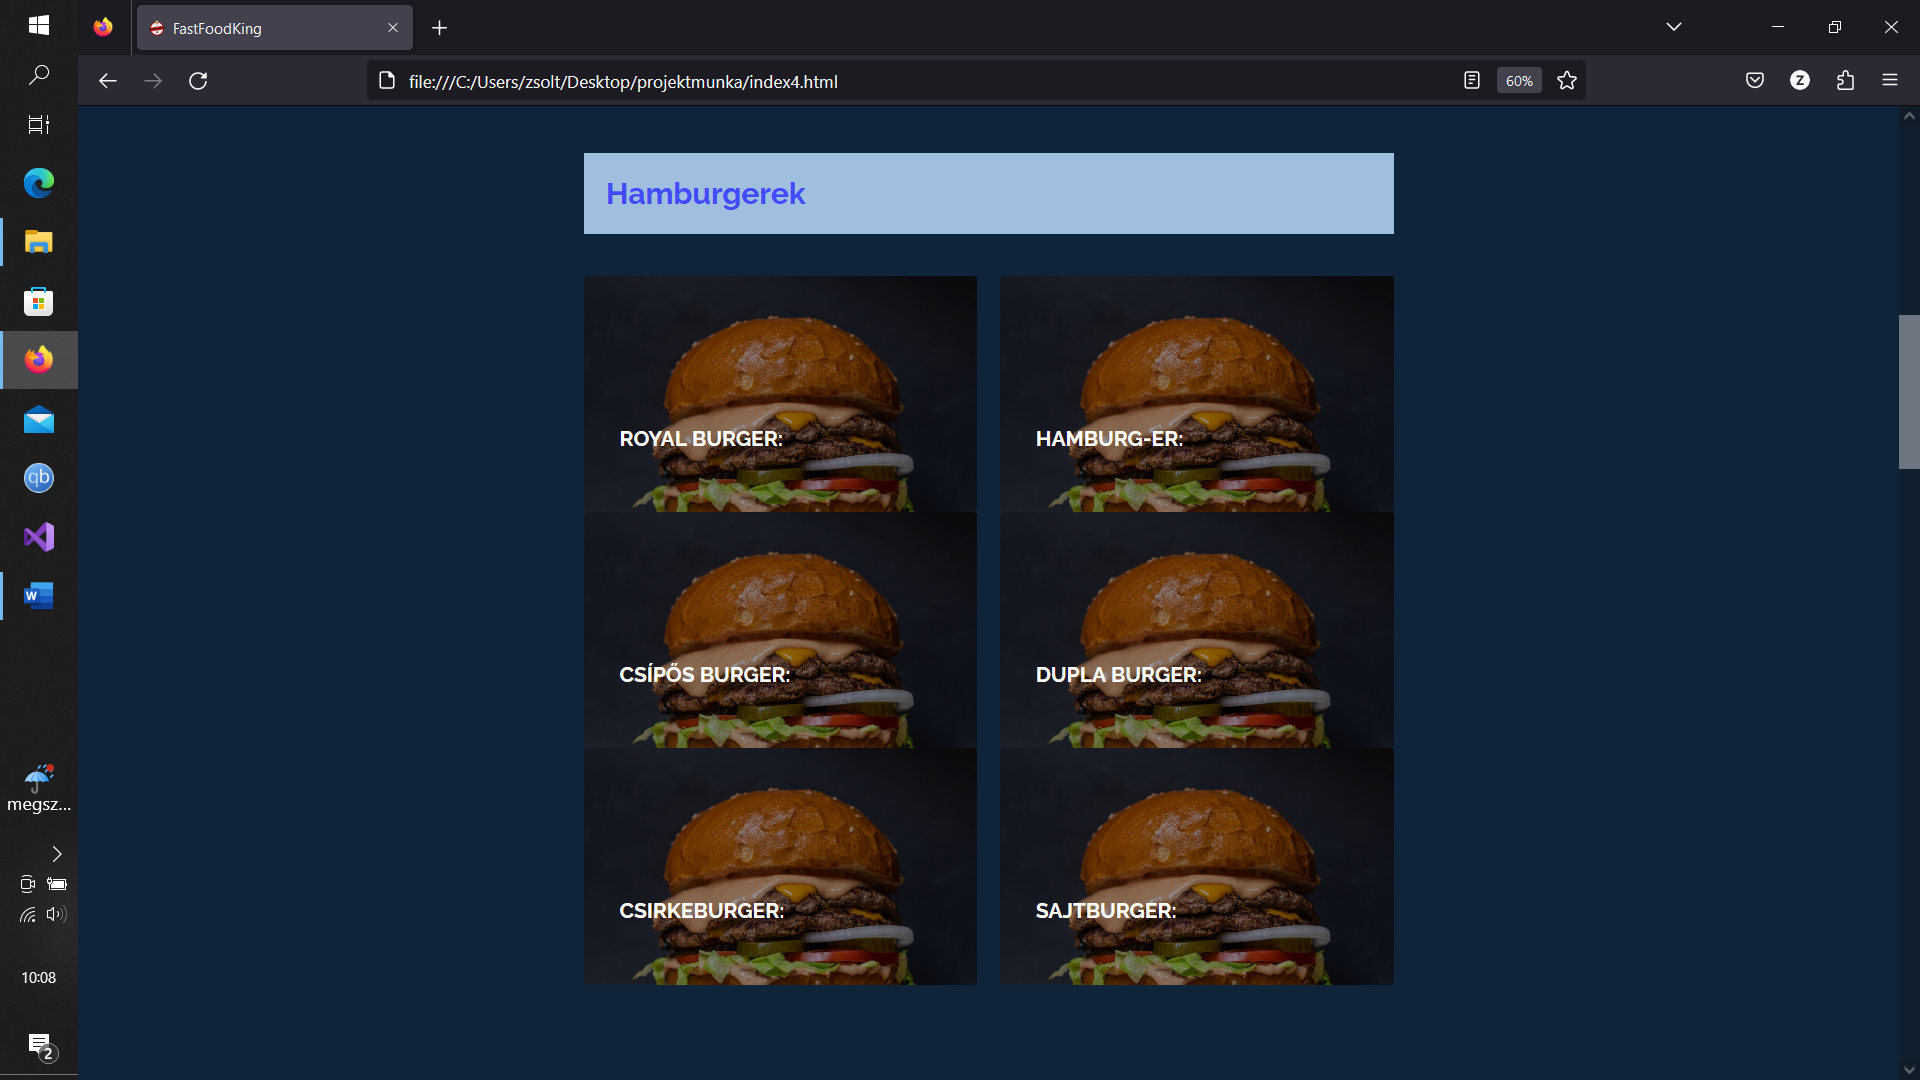 FastFoodKing
file:///C:/Users/zsolt/Desktop/projektmunka/index4.html
60%
Z
Hamburgerek
ROYAL BURGER:
HAMBURG-ER:
CSÍPŐS BURGER:
DUPLA BURGER:
CSIRKEBURGER:
SAJTBURGER:
qb
W
megsz...
10:08
2